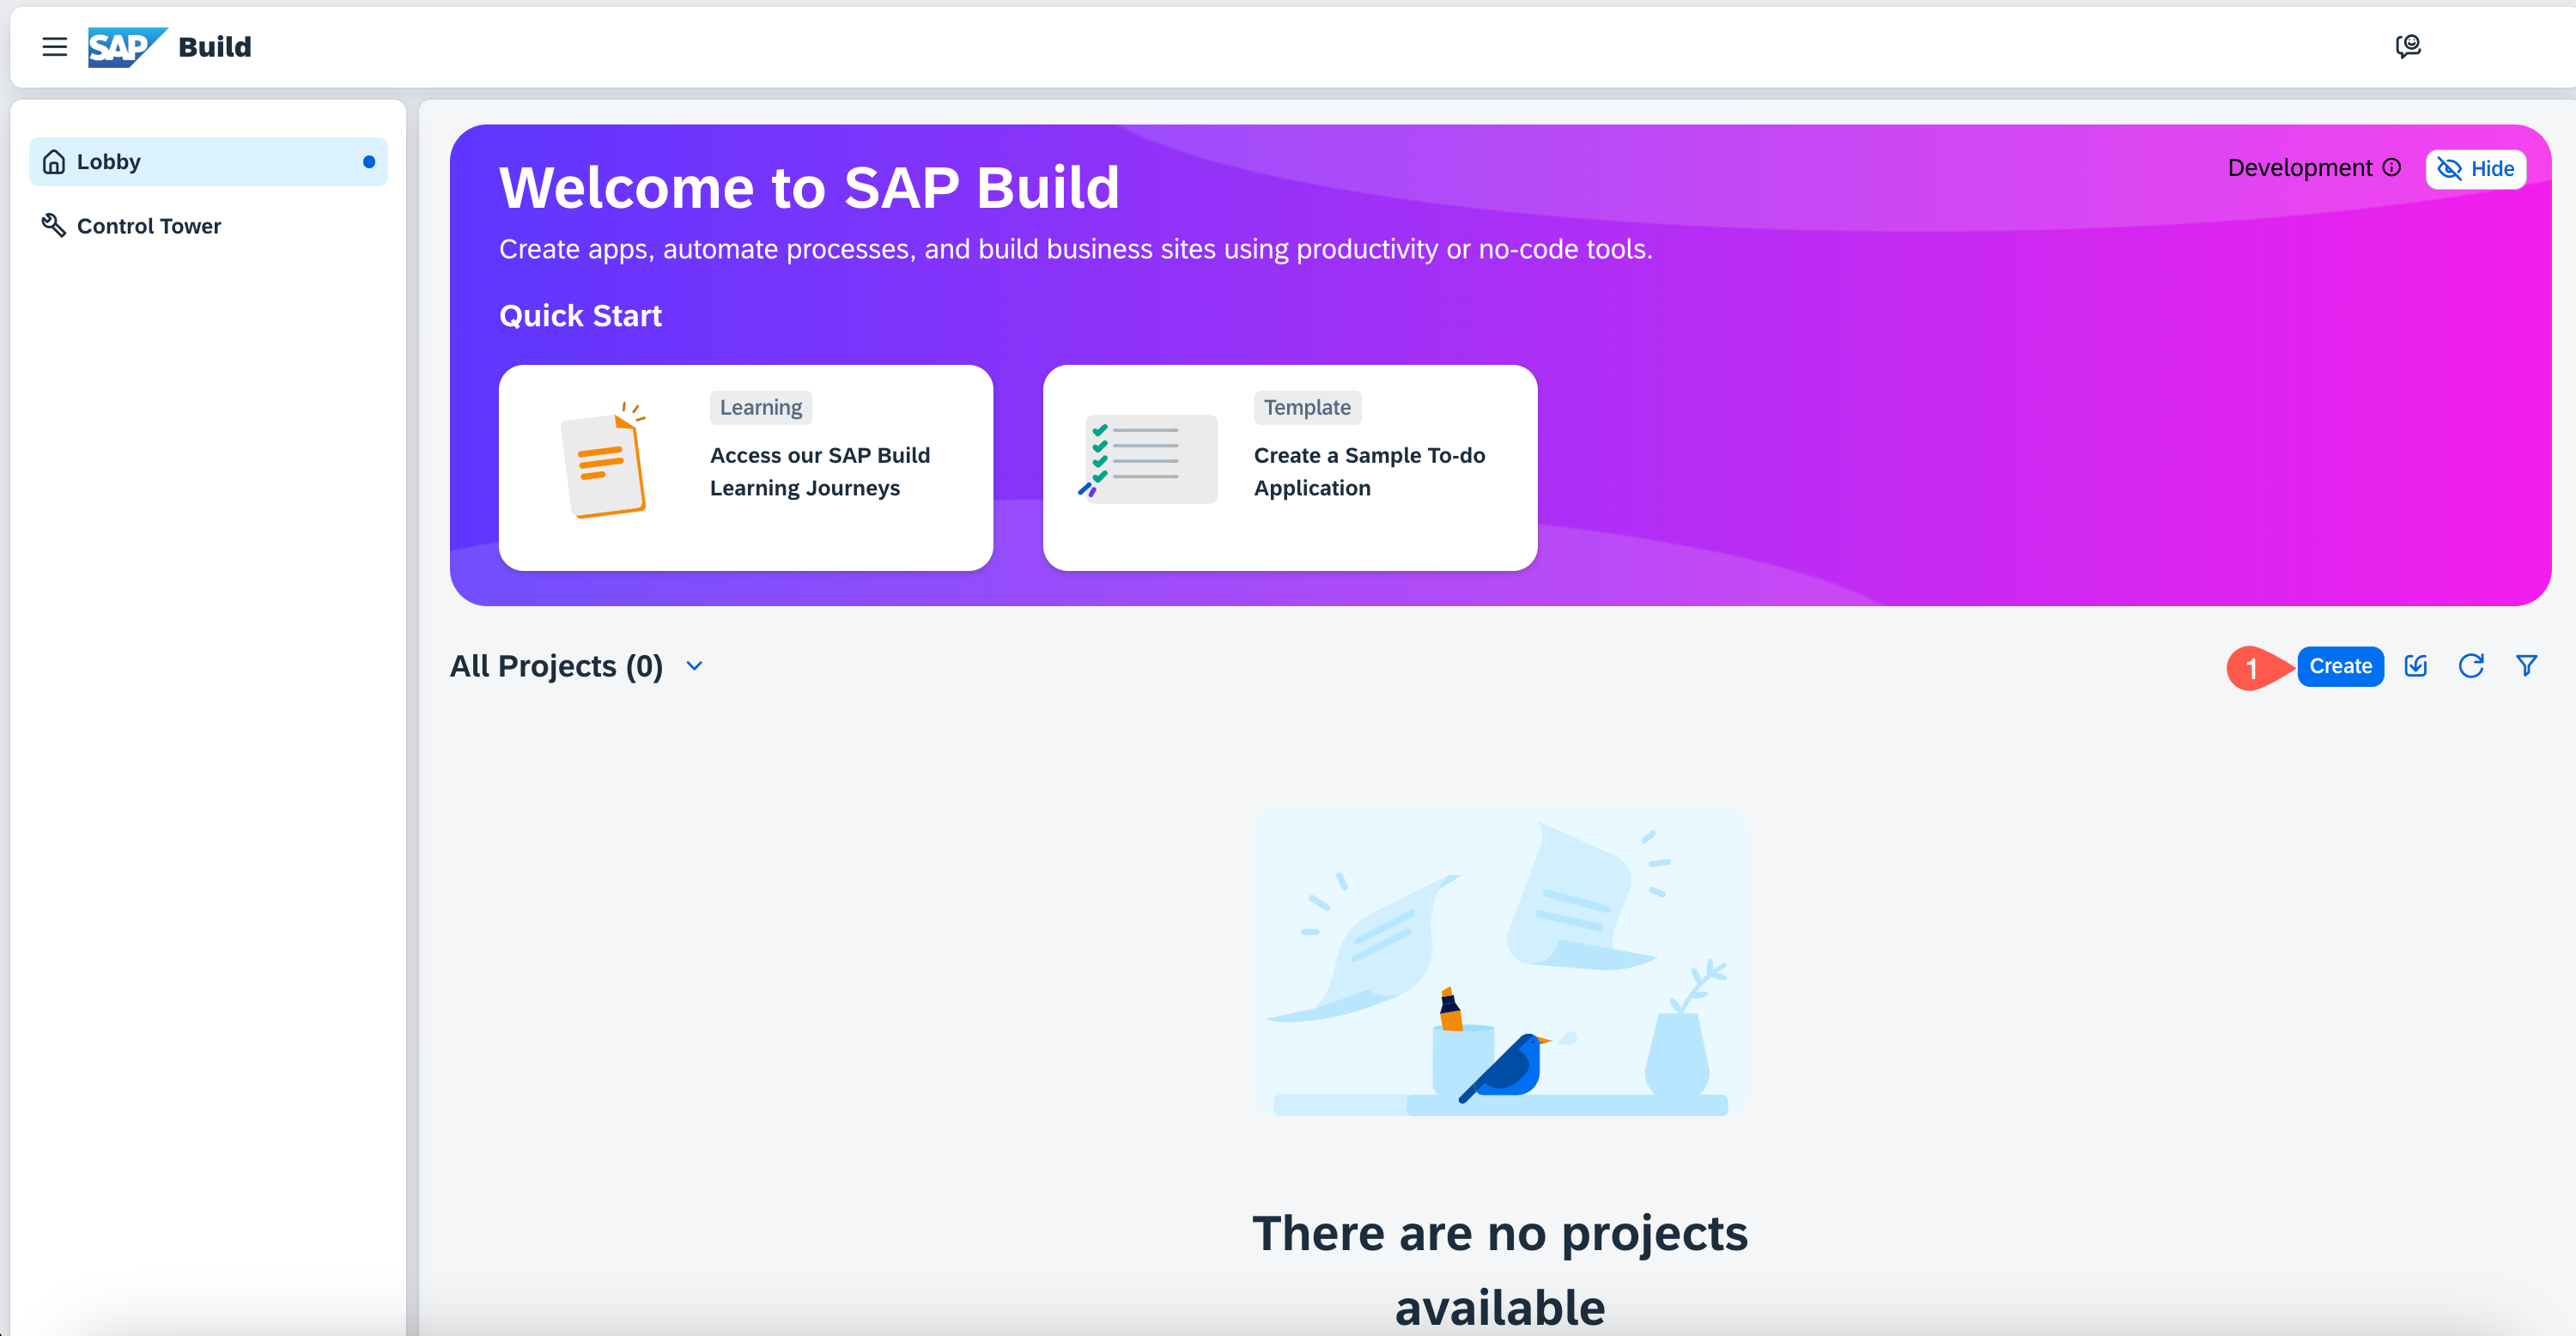 SAP Build
Lobby
Control Tower
Welcome to SAP Build
Development
Hide
Create apps, automate processes, and build business sites using productivity or no-code tools.
Quick Start
Learning
Access our SAP Build
Learning Journeys
Template
Create a Sample To-do
Application
All Projects (0)
1
Create
There are no projects
available